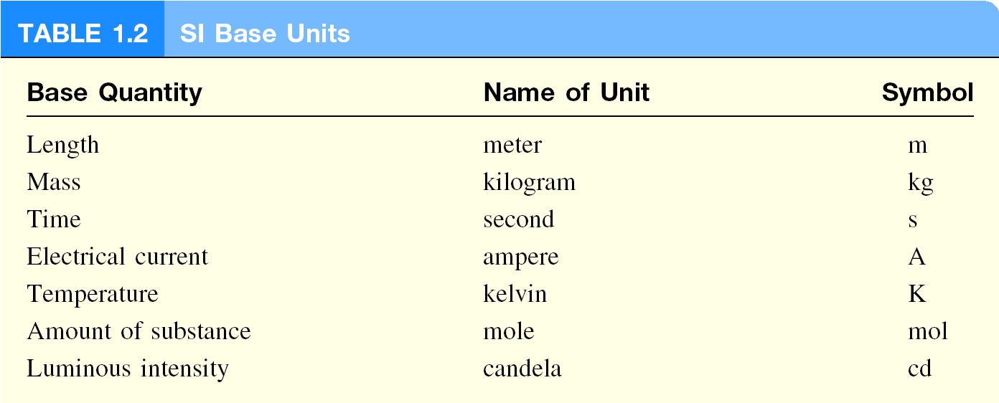 TABLE 1.2 SI Base Units
Base Quantity Name of Unit Symbol
Length meter m
Mass kilogram kg
Time second s
Electrical current ampere A
Temperature kelvin K
Amount of substance mole mol
Luminous intensity candela cd